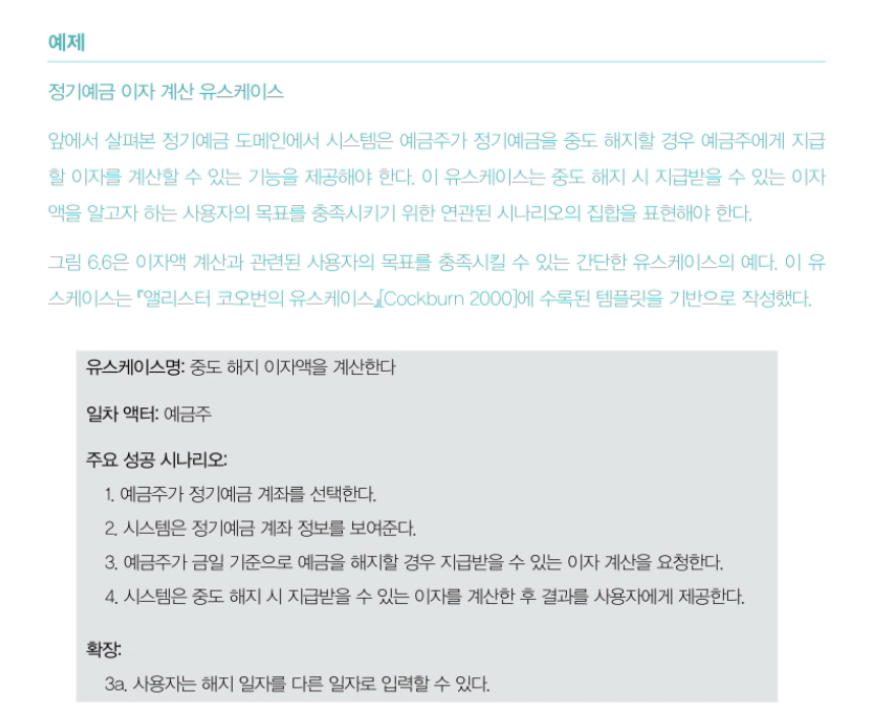 예제
정기예금 이자 계산 유스케이스
앞에서 살펴본 정기예금 도메인에서 시스템은 예금주가 정기예금을 중도 해지할 경우 예금주에게 지급
할 이자를 계산할 수 있는 기능을 제공해야 한다. 이 유스케이스는 중도 해지 시 지급받을 수 있는 이자
액을 알고자 하는 사용자의 목표를 충족시키기 위한 연관된 시나리오의 집합을 표현해야 한다.
그림 6.6은 이자액 계산과 관련된 사용자의 목표를 충족시킬 수 있는 간단한 유스케이스의 예다. 이 유
스케이스는 『앨리스터 코오번의 유스케이스』[Cockburn 2000]에 수록된 템플릿을 기반으로 작성했다.
유스케이스명: 중도 해지 이자액을 계산한다
일차 액터: 예금주
주요 성공 시나리오:
1. 예금주가 정기예금 계좌를 선택한다.
2. 시스템은 정기예금 계좌 정보를 보여준다.
3. 예금주가 금일 기준으로 예금을 해지할 경우 지급받을 수 있는 이자 계산을 요청한다.
4. 시스템은 중도 해지 시 지급받을 수 있는 이자를 계산한 후 결과를 사용자에게 제공한다.
확장:
3a. 사용자는 해지 일자를 다른 일자로 입력할 수 있다.